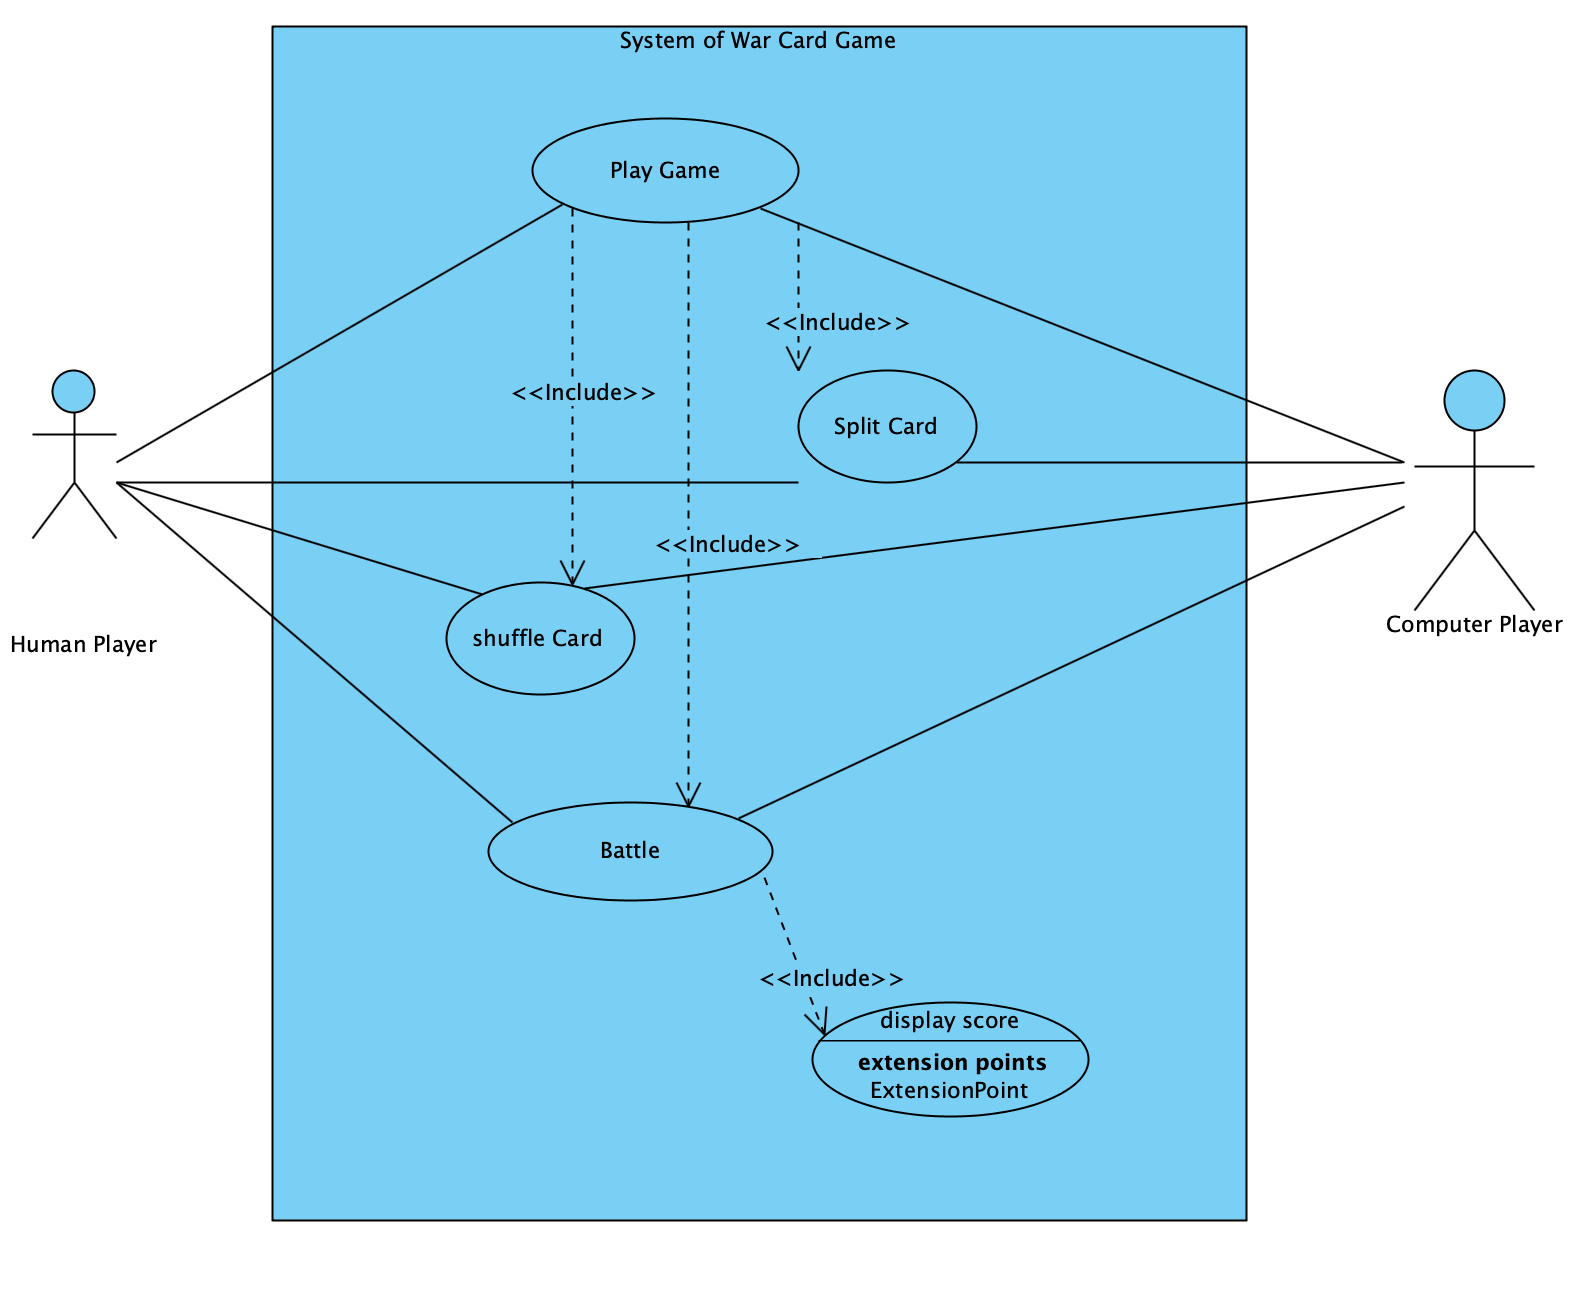 System of War Card Game
Play Game
<<Include>>
<<Include>>
Split Card
<<Include>>
shuffle Card
Human Player
Computer Player
Battle
<<Include>>
display score
extension points
ExtensionPoint